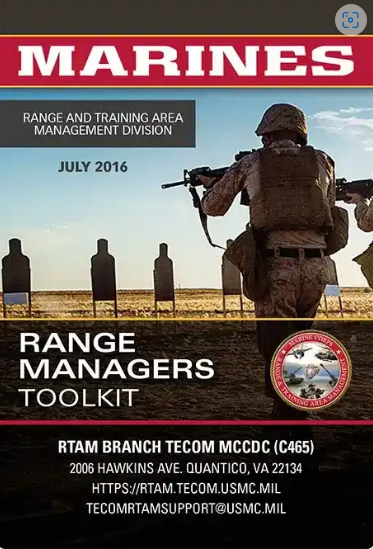 MARINES
RANGE AND TRAINING AREA
MANAGEMENT DIVISION
JULY 2016
RANGE
MANAGERS
TOOLKIT
MARINE CORPS
RANGE & TRAINING AREA MANAGEMENT
RTAM BRANCH TECOM MCCDC (C465)
2006 HAWKINS AVE. QUANTICO, VA 22134
HTTPS://RTAM.TECOM.USMC.MIL
TECOMRTAMSUPPORT@USMC.MIL